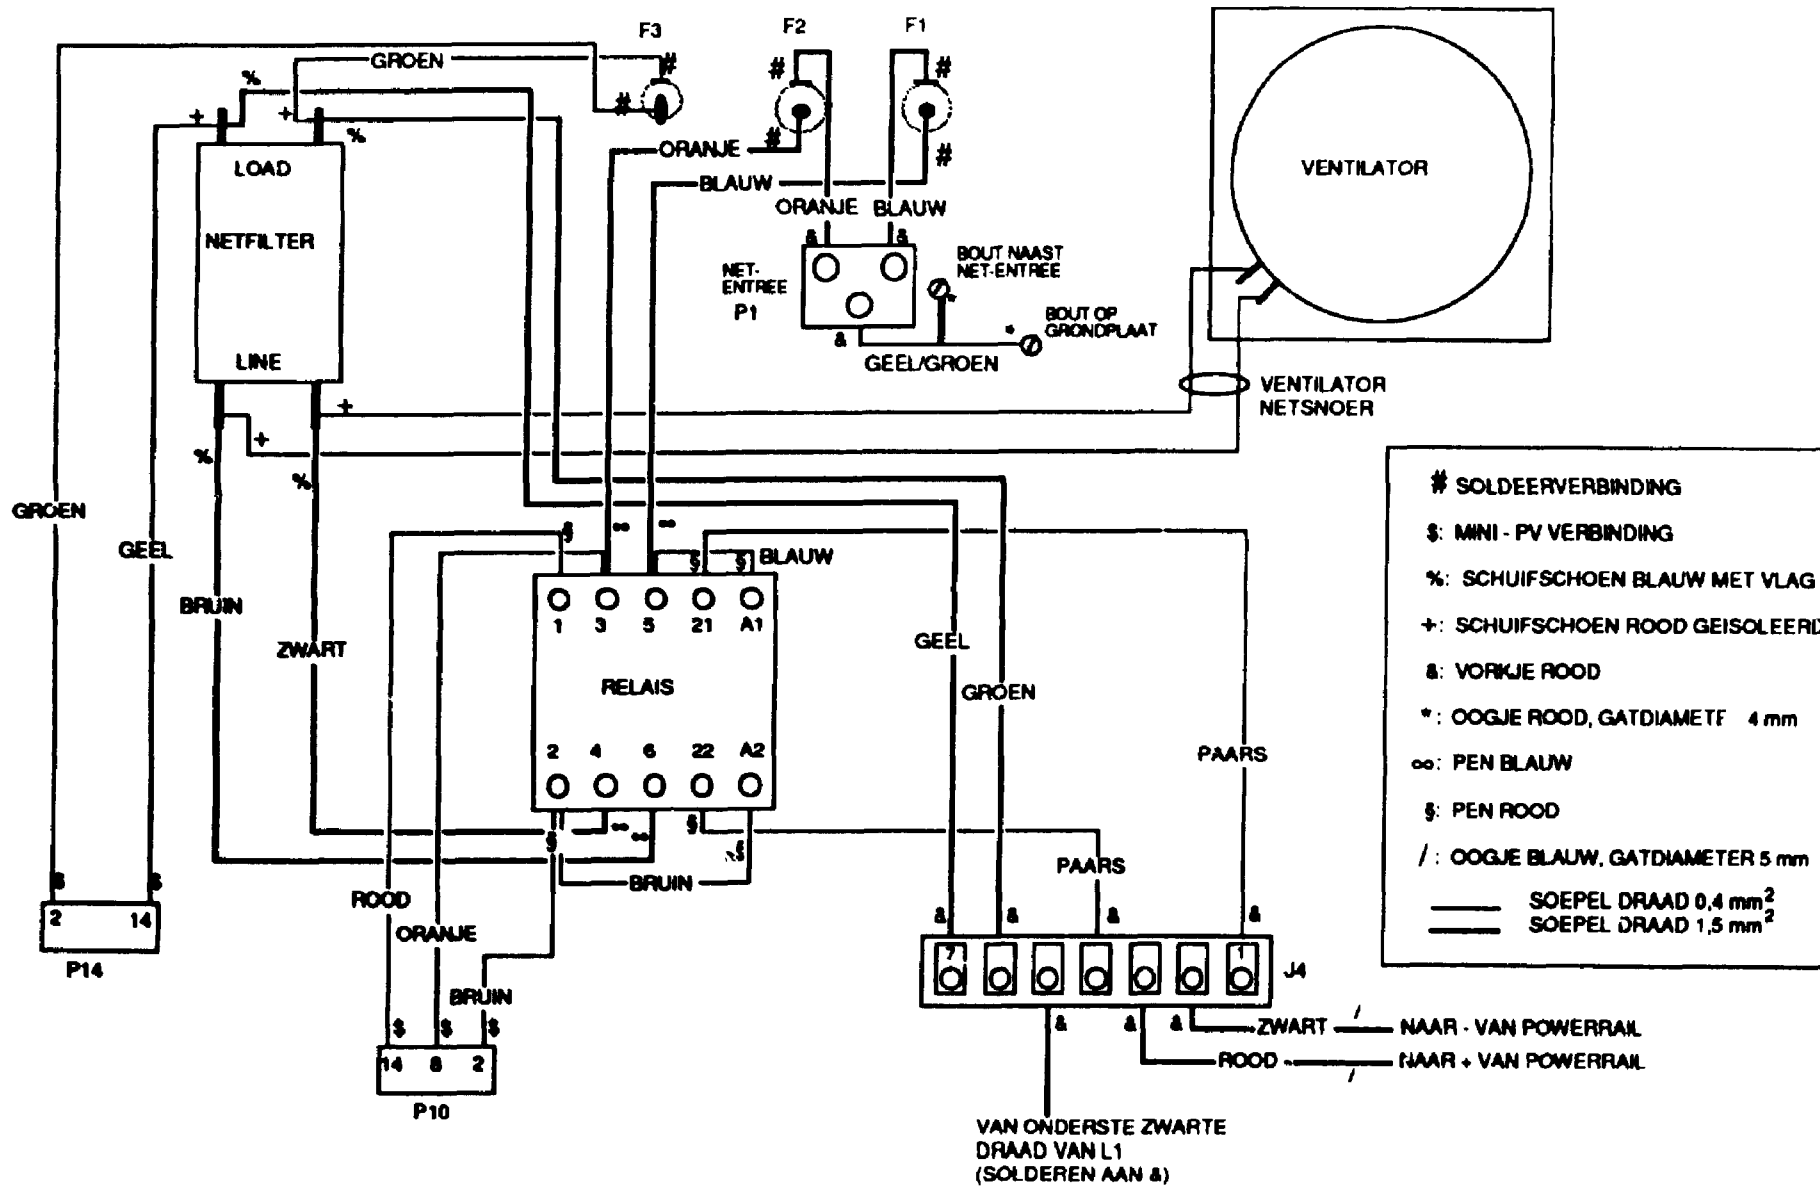 F3
F2
F1
#
GROEN
#
#
#
%
+
+
%
#
ORANJE
#
#
BLAUW
LOAD
NETFILTER
LINE
ORANJE
BLAUW
&
&
NET-
ENTREE
P1
BOUT NAAST
NET-ENTREE
*
BOUT OP
GRONDPLAAT
*
&
GEEL/GROEN
VENTILATOR
VENTILATOR
NETSNOER
+
+
%
%
GROEN
GEEL
BRUIN
ZWART
§
∞
∞
§
§
BLAUW
1 3 5 21 A1
RELAIS
2 4 6 22 A2
§
∞
∞
§
§
BRUIN
ROOD
ORANJE
BRUIN
GEEL
GROEN
PAARS
PAARS
$
$
2 14
P14
$
$
$
14 8 2
P10
&
&
&
&
7 1
J4
&
&
&
ZWART
/
NAAR - VAN POWERRAIL
ROOD
/
NAAR + VAN POWERRAIL
VAN ONDERSTE ZWARTE
DRAAD VAN L1
(SOLDEREN AAN &)
# SOLDEERVERBINDING
$: MINI - PV VERBINDING
%: SCHUIFSCHOEN BLAUW MET VLAG
+: SCHUIFSCHOEN ROOD GEISOLEERD
&: VORKJE ROOD
*: OOGJE ROOD, GATDIAMETE 4 mm
∞: PEN BLAUW
§: PEN ROOD
/ : OOGJE BLAUW, GATDIAMETER 5 mm
SOEPEL DRAAD 0,4 mm²
SOEPEL DRAAD 1,5 mm²